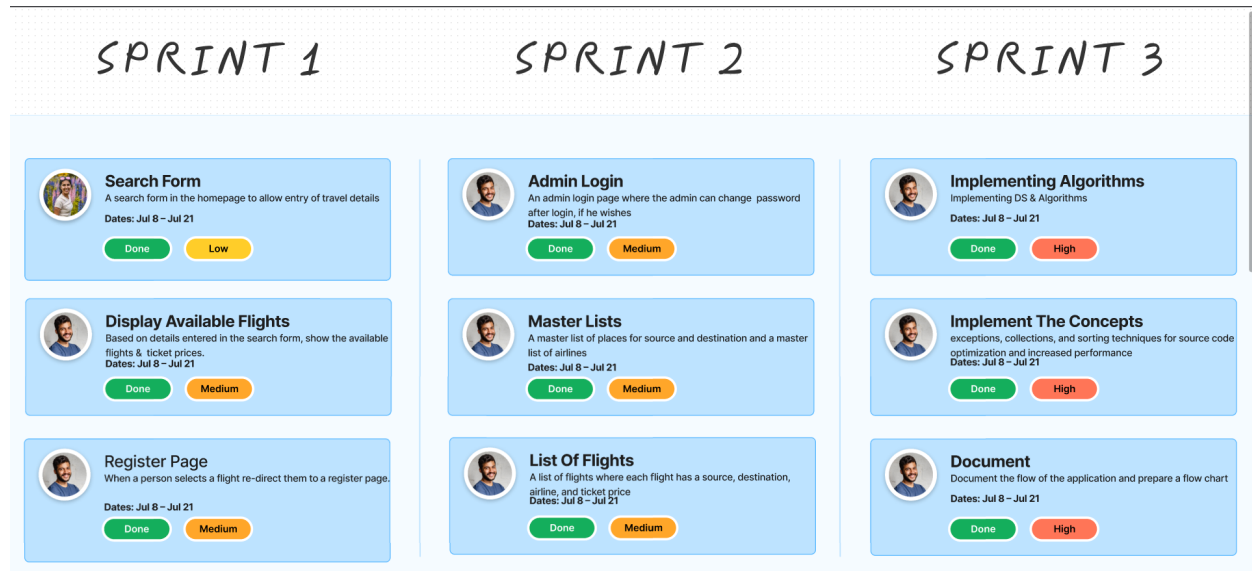 SPRINT 1
SPRINT 2
SPRINT 3
Search Form
A search form in the homepage to allow entry of travel details
Dates: Jul 8 – Jul 21
Done
Low
Display Available Flights
Based on details entered in the search form, show the available
flights & ticket prices.
Dates: Jul 8 – Jul 21
Done
Medium
Register Page
When a person selects a flight re-direct them to a register page.
Dates: Jul 8 – Jul 21
Done
Medium
Admin Login
An admin login page where the admin can change password
after login, if he wishes
Dates: Jul 8 – Jul 21
Done
Medium
Master Lists
A master list of places for source and destination and a master
list of airlines
Dates: Jul 8 – Jul 21
Done
Medium
List Of Flights
A list of flights where each flight has a source, destination,
airline, and ticket price
Dates: Jul 8 – Jul 21
Done
Medium
Implementing Algorithms
Implementing DS & Algorithms
Dates: Jul 8 – Jul 21
Done
High
Implement The Concepts
exceptions, collections, and sorting techniques for source code
optimization and increased performance
Dates: Jul 8 – Jul 21
Done
High
Document
Document the flow of the application and prepare a flow chart
Dates: Jul 8 – Jul 21
Done
High